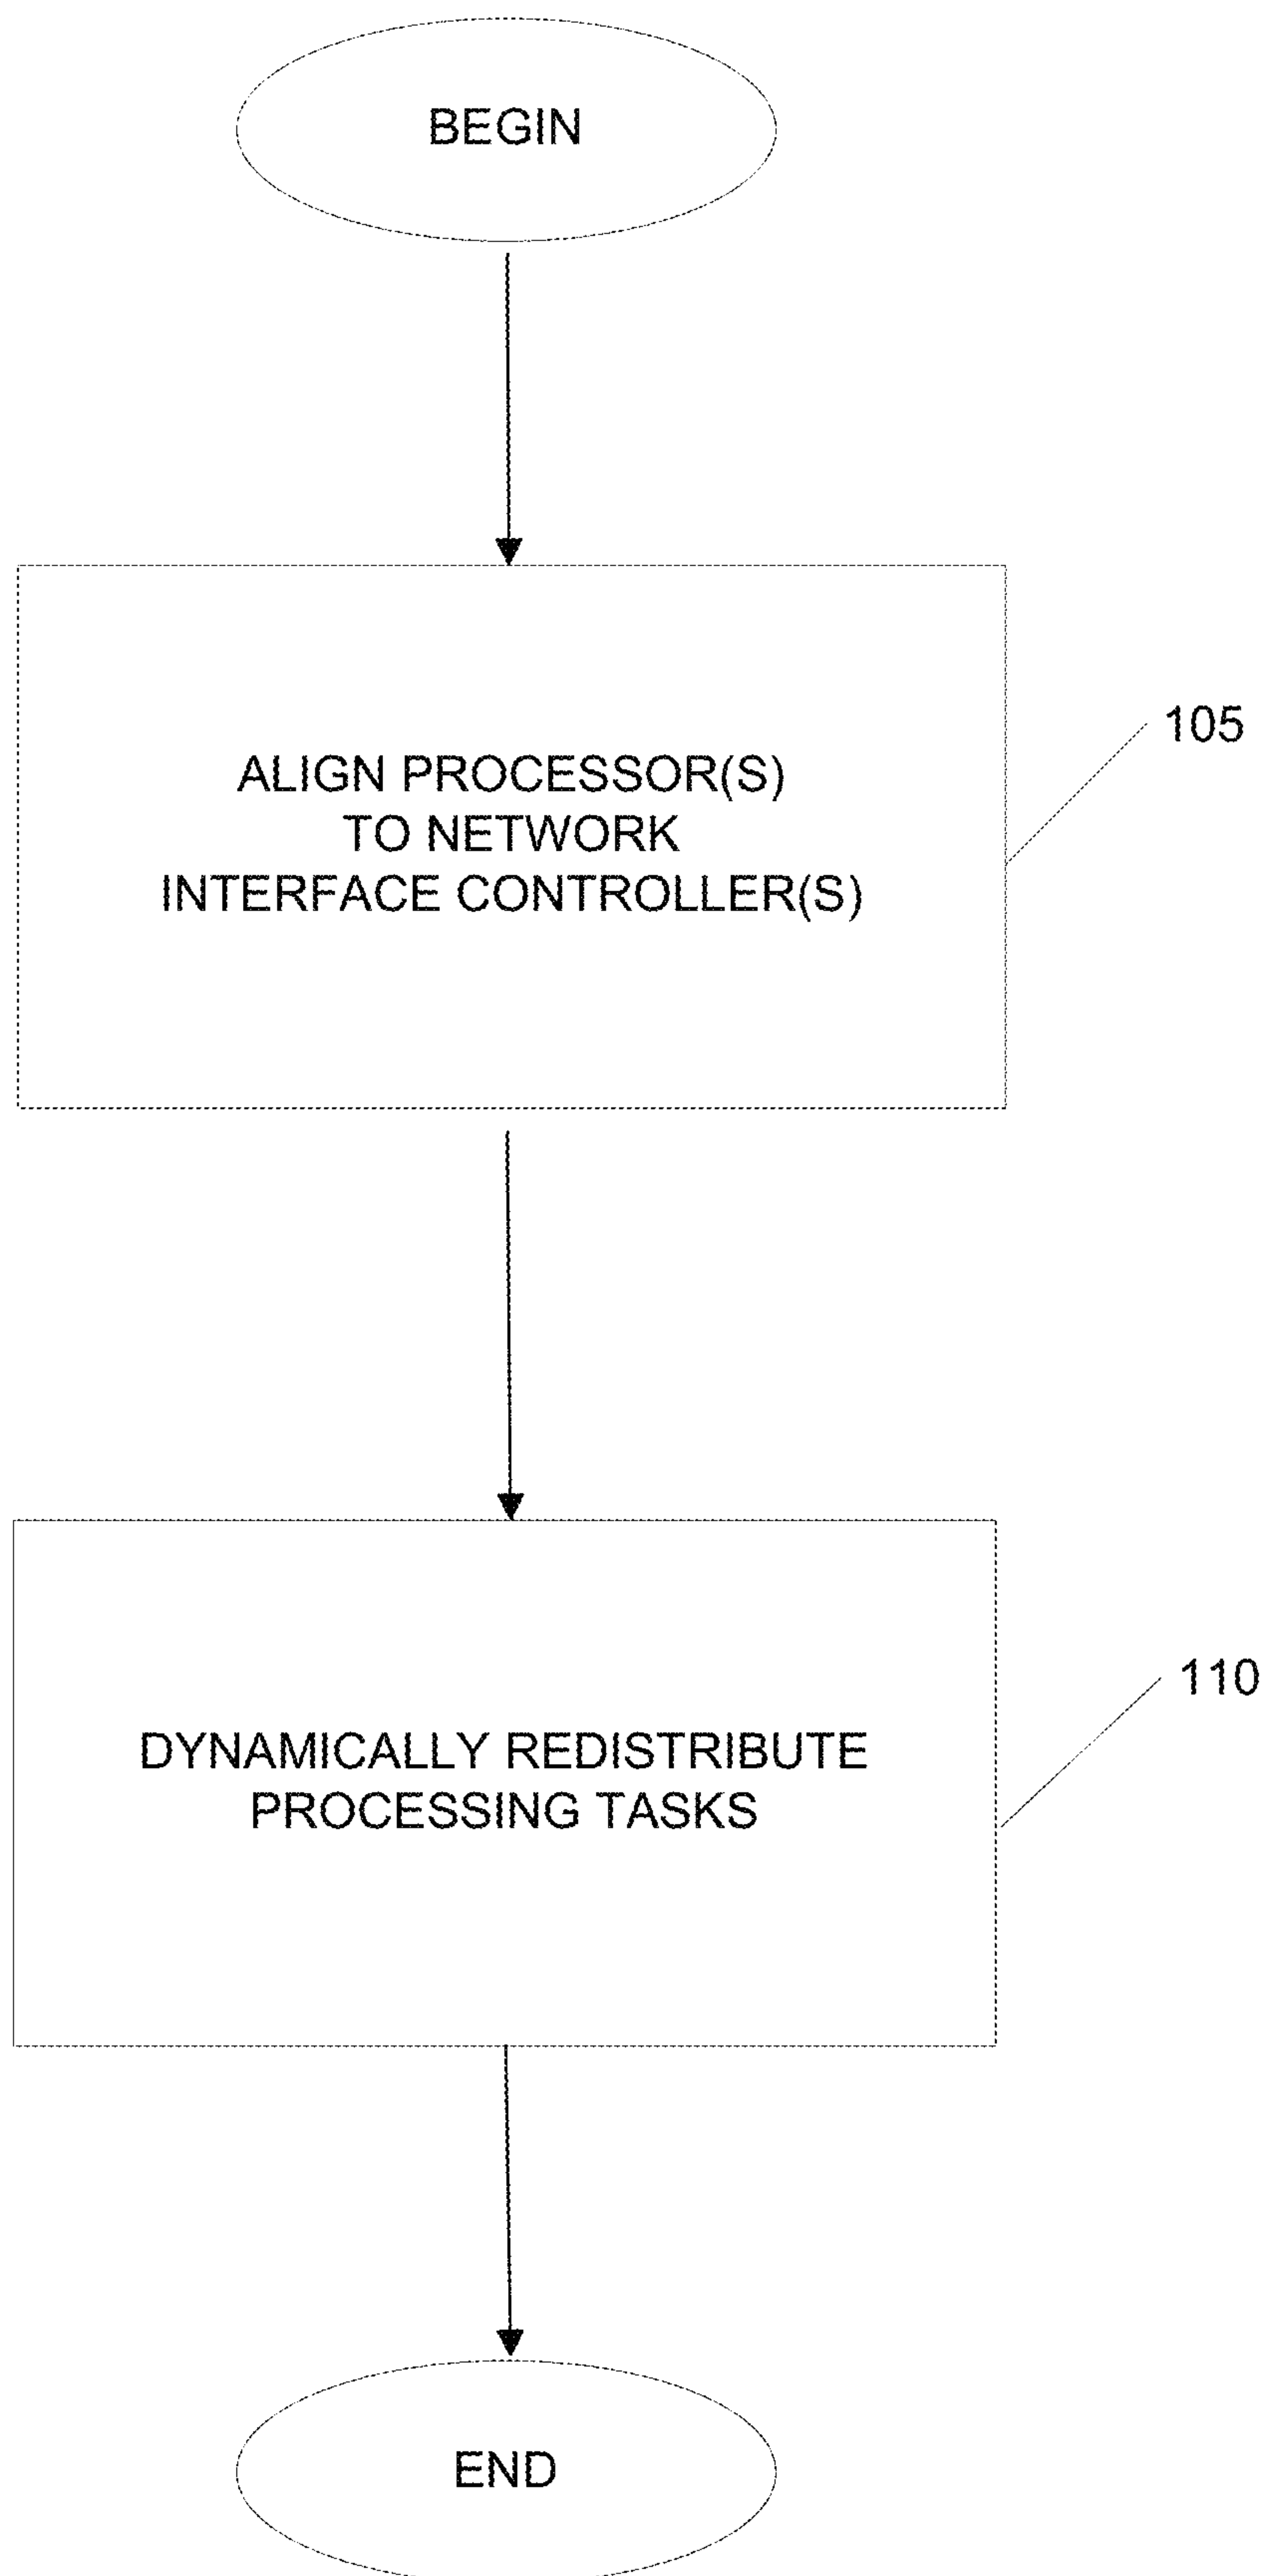 BEGIN
ALIGN PROCESSOR(S)
TO NETWORK
INTERFACE CONTROLLER(S)
105
DYNAMICALLY REDISTRIBUTE
PROCESSING TASKS
110
END